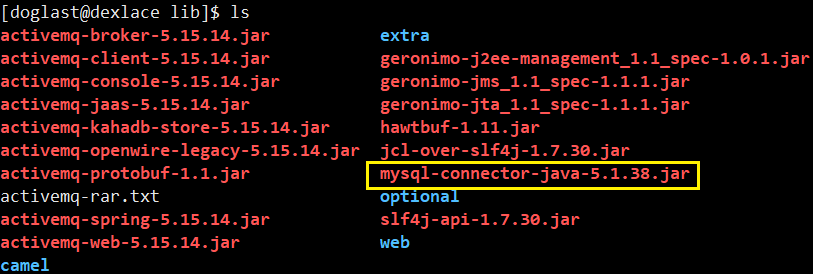 [doglast@dexlace lib]$ ls
activemq-broker-5.15.14.jar extra
activemq-client-5.15.14.jar geronimo-j2ee-management_1.1_spec-1.0.1.jar
activemq-console-5.15.14.jar geronimo-jms_1.1_spec-1.1.1.jar
activemq-jaas-5.15.14.jar geronimo-jta_1.1_spec-1.1.1.jar
activemq-kahadb-store-5.15.14.jar hawtbuf-1.11.jar
activemq-openwire-legacy-5.15.14.jar jcl-over-slf4j-1.7.30.jar
activemq-protobuf-1.1.jar mysql-connector-java-5.1.38.jar
activemq-rar.txt optional
activemq-spring-5.15.14.jar slf4j-api-1.7.30.jar
activemq-web-5.15.14.jar web
camel